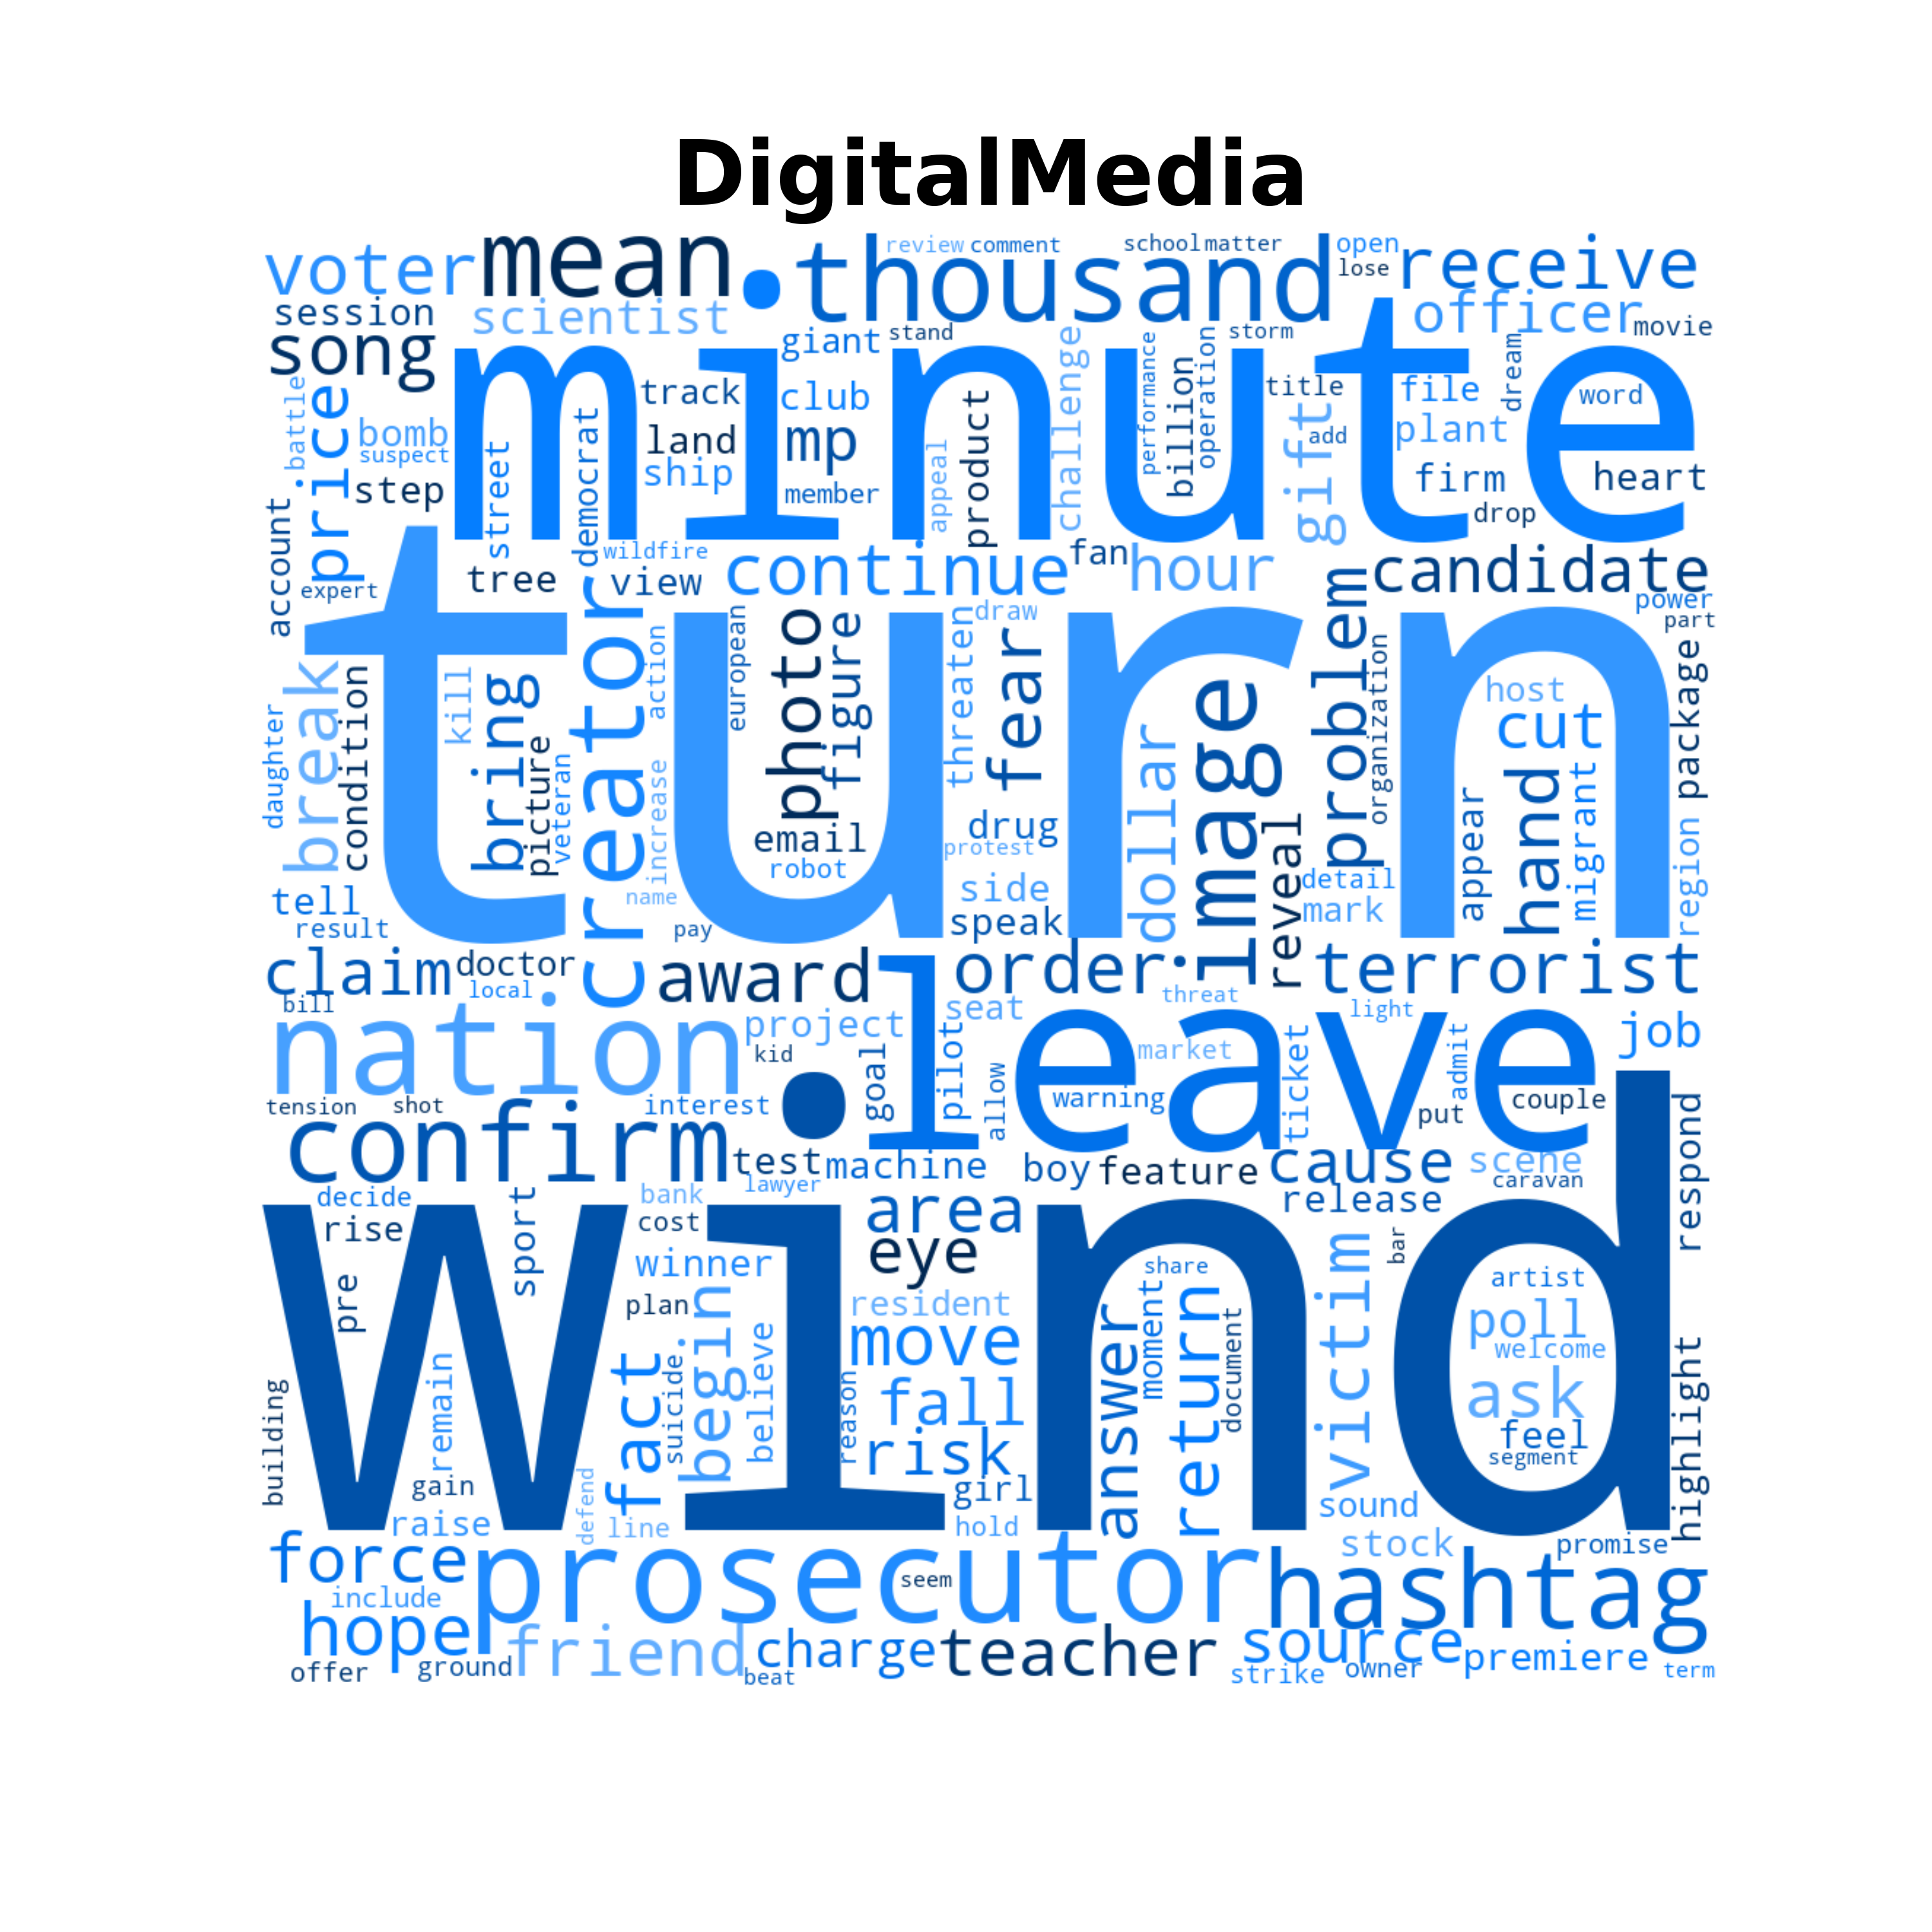 DigitalMedia
voter mean thousand review comment school matter open lose receive
session scientist officer movie
song minute giant stand challenge performance billion operation storm title dream
battle price bomb suspect track club file word
street democrat land mp appeal product gift add plant
step ship member firm heart drop
account expert tree wildfire view continue fan hour candidate
turn creator draw problem power part
break condition kill bring action european photo figure threaten fear organization host package
daughter picture veteran increase dollar image cut
email robot drug protest reveal appear hand migrant region
tell name side detail mark
result pay speak
claim doctor award order terrorist
bill local threat light
nation project seat leave job
kid goal pilot market ticket admit
tension shot interest allow warning put couple
confirm test machine boy feature cause scene respond
decide bank lawyer area release caravan
wind rise sport cost eye bar
pre winner share artist
plan begin resident moment victim poll
building remain fact suicide believe move answer return document welcome highlight
reason fall ask
risk feel segment
gain girl sound
raise defend line hold stock promise
force prosecutor seem hashtag
include hope friend charge teacher source premiere
offer ground beat strike owner term